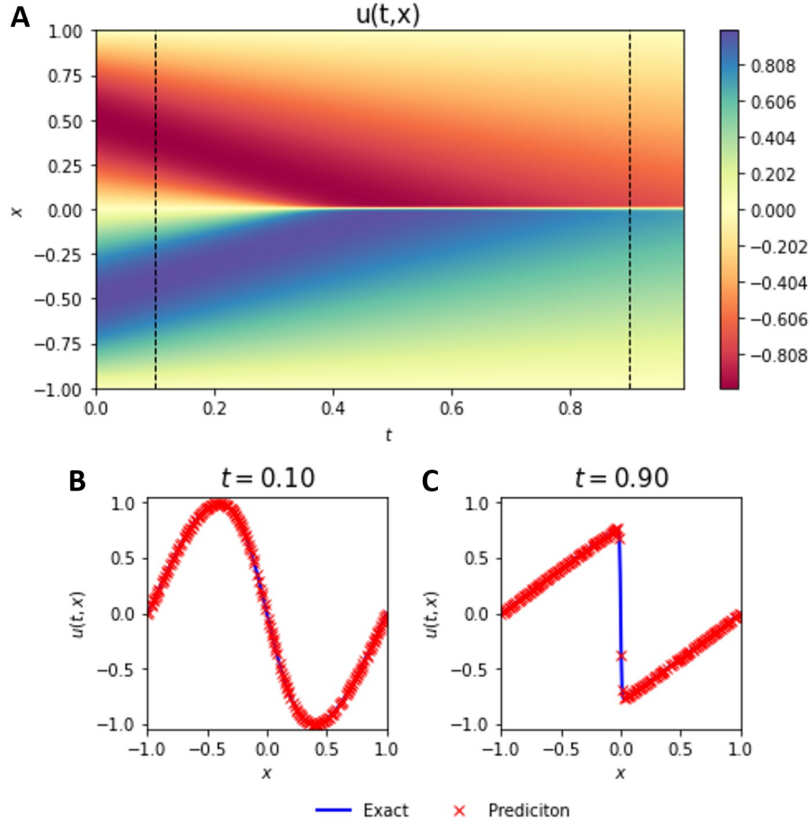 A
u(t,x)
1.00
0.75
0.50
0.25
0.00
−0.25
−0.50
−0.75
−1.00
x
0.0 0.2 0.4 0.6 0.8
t
0.808
0.606
0.404
0.202
0.000
−0.202
−0.404
−0.606
−0.808
B
t = 0.10
1.0
0.5
0.0
−0.5
−1.0
u(t, x)
−1.0 −0.5 0.0 0.5 1.0
x
C
t = 0.90
1.0
0.5
0.0
−0.5
−1.0
u(t, x)
−1.0 −0.5 0.0 0.5 1.0
x
Exact Prediciton